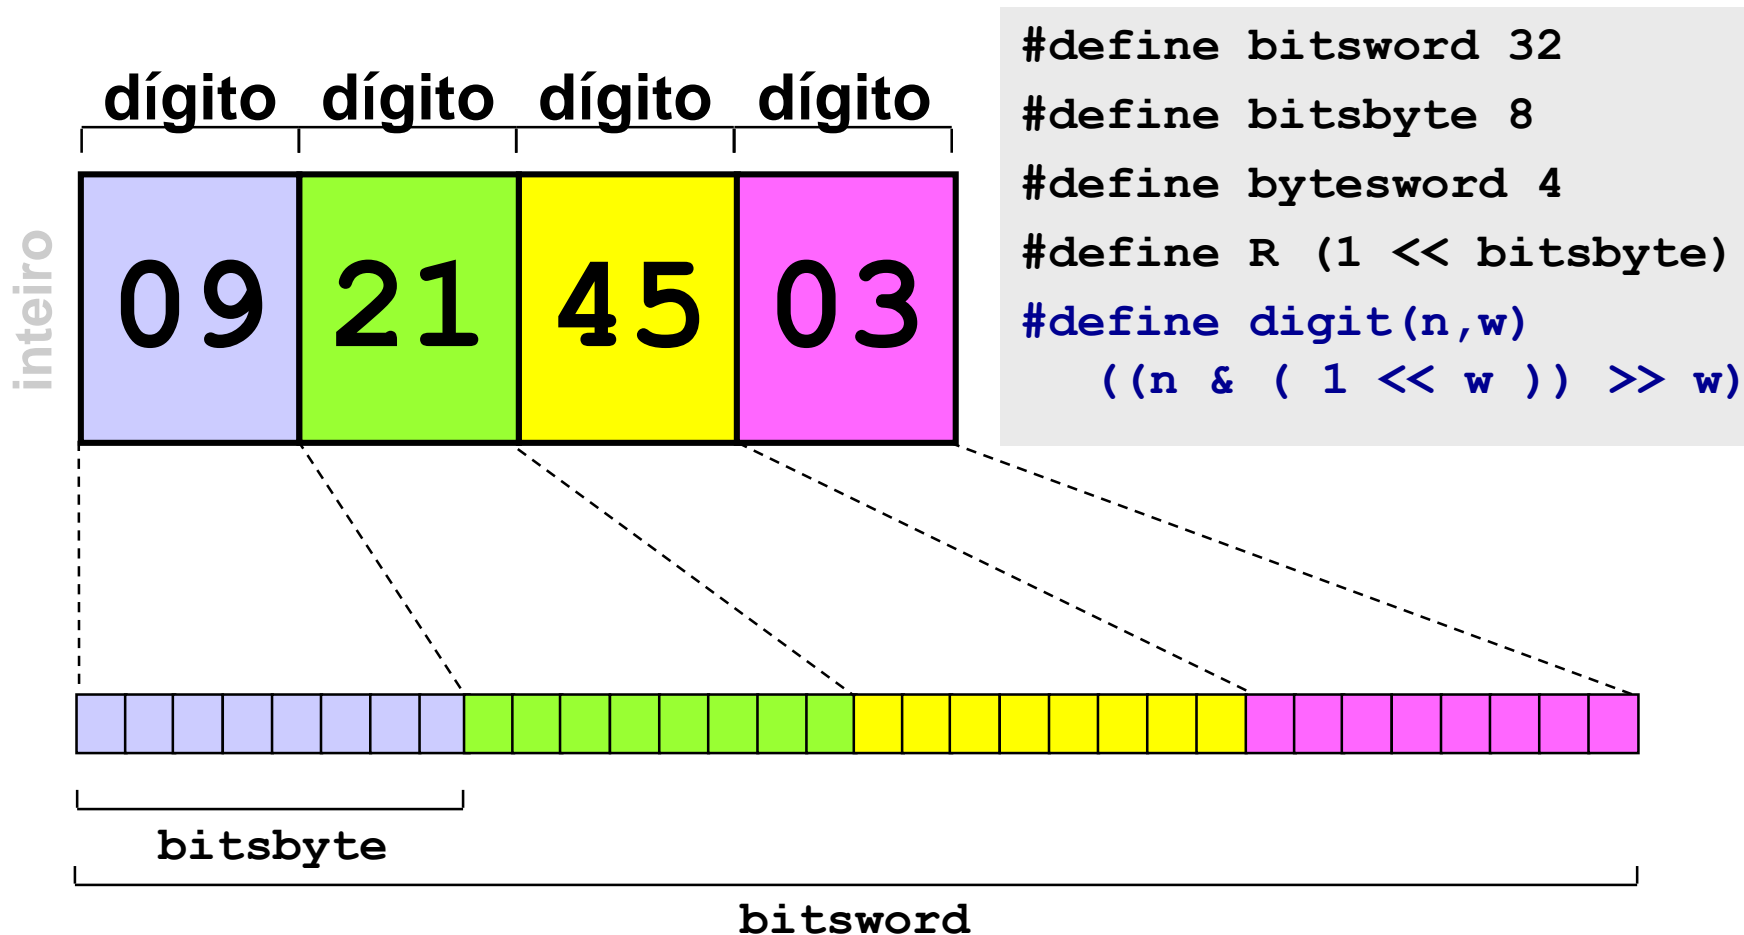 dígito dígito dígito dígito
inteiro
09 21 45 03
#define bitsword 32
#define bitsbyte 8
#define bytesword 4
#define R (1 << bitsbyte)
#define digit(n,w)
((n & ( 1 << w )) >> w)
bitsbyte
bitsword